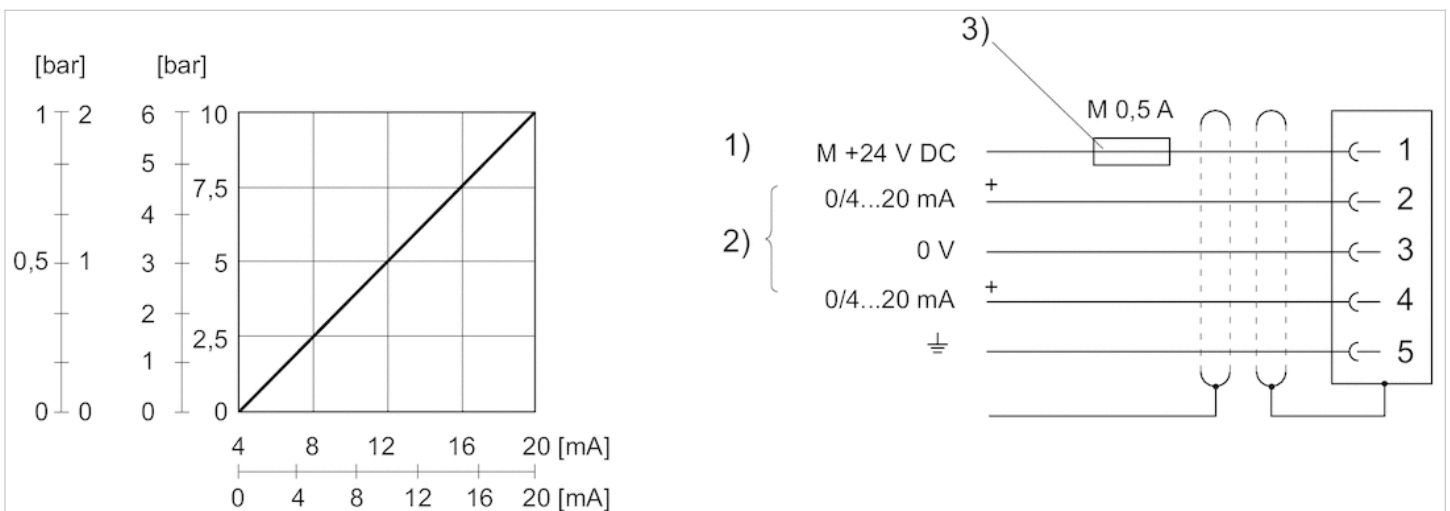 [bar] [bar]
1 2 6 10
5
7,5
4
0,5 1 3 5
2
2,5
1
0 0 0 0
4 8 12 16 20 [mA]
0 4 8 12 16 20 [mA]
3)
M 0,5 A
1) M +24 V DC 1
0/4...20 mA + 2
2) 0 V 3
0/4...20 mA + 4
5